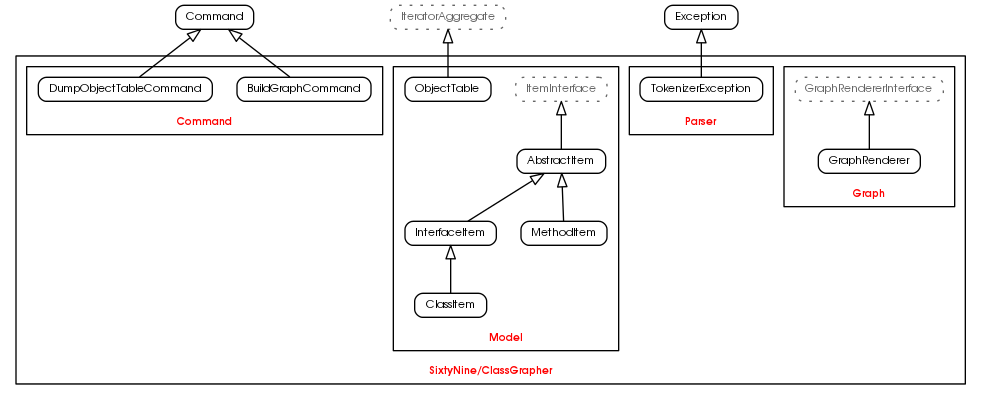 Command
IteratorAggregate
Exception
DumpObjectTableCommand
BuildGraphCommand
Command
ObjectTable
ItemInterface
AbstractItem
InterfaceItem
MethodItem
ClassItem
Model
TokenizerException
Parser
GraphRendererInterface
GraphRenderer
Graph
SixtyNine/ClassGrapher